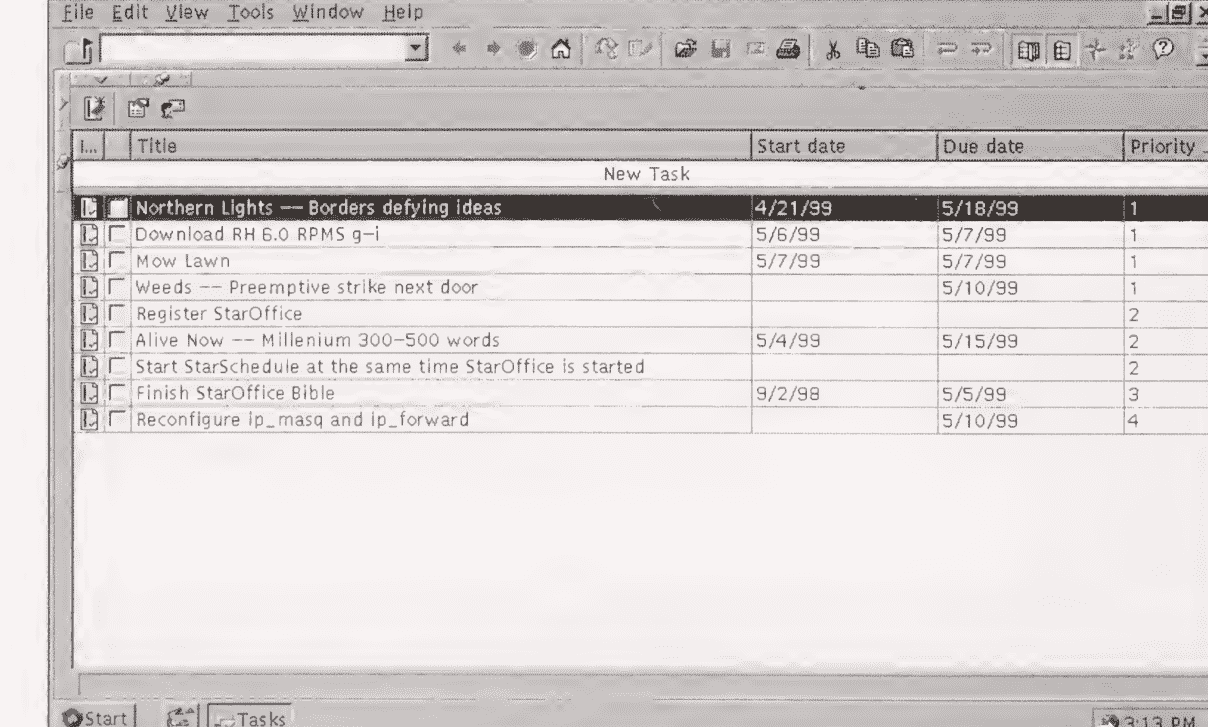 File Edit View Tools Window Help
I... Title Start date Due date Priority
New Task
Northern Lights -- Borders defying ideas 4/21/99 5/18/99 1
Download RH 6.0 RPMS g-i 5/6/99 5/7/99 1
Mow Lawn 5/7/99 5/7/99 1
Weeds -- Preemptive strike next door 5/10/99 1
Register StarOffice 2
Alive Now -- Millenium 300-500 words 5/4/99 5/15/99 2
Start StarSchedule at the same time StarOffice is started 2
Finish StarOffice Bible 9/2/98 5/5/99 3
Reconfigure ip_masq and ip_forward 5/10/99 4
Start Tasks 3:13 PM